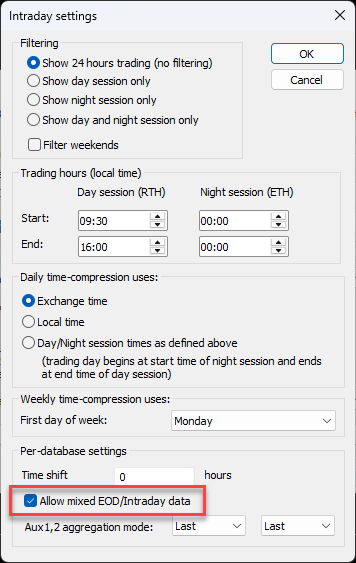 Intraday settings
Filtering
Show 24 hours trading (no filtering)
Show day session only
Show night session only
Show day and night session only
Filter weekends
OK
Cancel
Trading hours (local time)
Day session (RTH) Night session (ETH)
Start: 09:30 00:00
End: 16:00 00:00
Daily time-compression uses:
Exchange time
Local time
Day/Night session times as defined above
(trading day begins at start time of night session and ends
at end time of day session)
Weekly time-compression uses:
First day of week: Monday
Per-database settings
Time shift 0 hours
Allow mixed EOD/Intraday data
Aux1,2 aggregation mode: Last Last